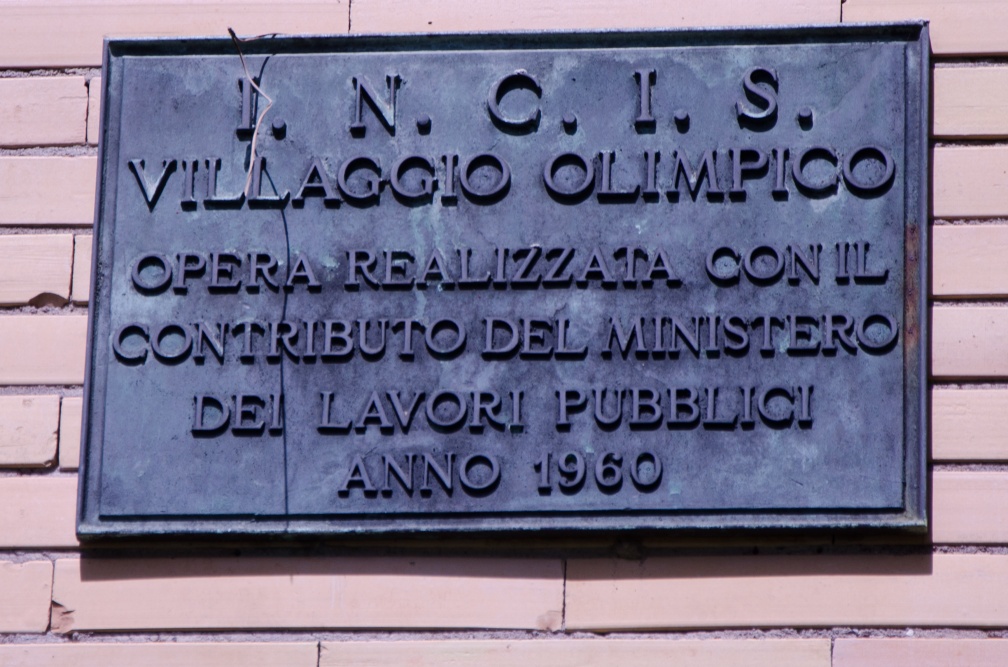 I. N. C. I. S.
VILLAGGIO OLIMPICO
OPERA REALIZZATA CON IL
CONTRIBUTO DEL MINISTERO
DEI LAVORI PUBBLICI
ANNO 1960